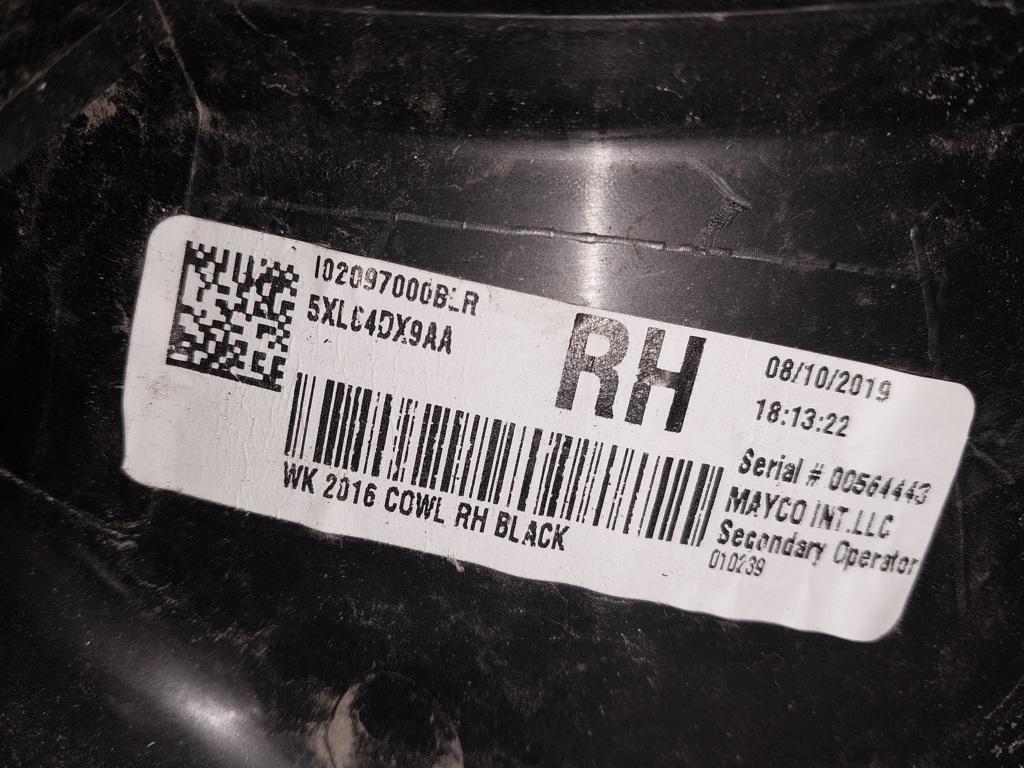 I02097000BLR
5XL64DX9AA
RH
08/10/2019
18:13:22
WK 2016 COWL RH BLACK
Serial # 00564443
MAYCO INT.LLC
Secondary Operator
010239